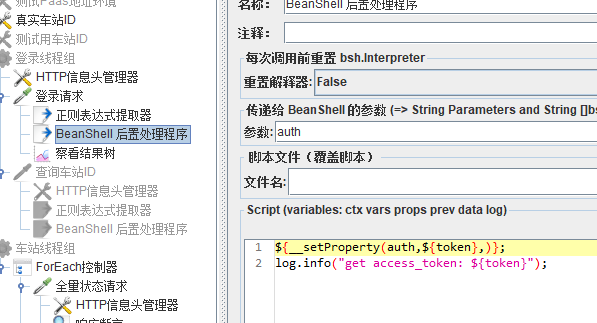 测试Paas地址环境
真实车站ID
测试用车站ID
登录线程组
HTTP信息头管理器
登录请求
正则表达式提取器
BeanShell 后置处理程序
察看结果树
查询车站ID
HTTP信息头管理器
正则表达式提取器
BeanShell 后置处理程序
车站线程组
ForEach控制器
全量状态请求
HTTP信息头管理器
响应断言
名称： BeanShell 后置处理程序
注释：
每次调用前重置 bsh.Interpreter
重置解释器: False
传递给 BeanShell 的参数 (=> String Parameters and String []bs
参数: auth
脚本文件（覆盖脚本）
文件名:
Script (variables: ctx vars props prev data log)
1 ${__setProperty(auth,${token},)};
2 log.info("get access_token: ${token}");